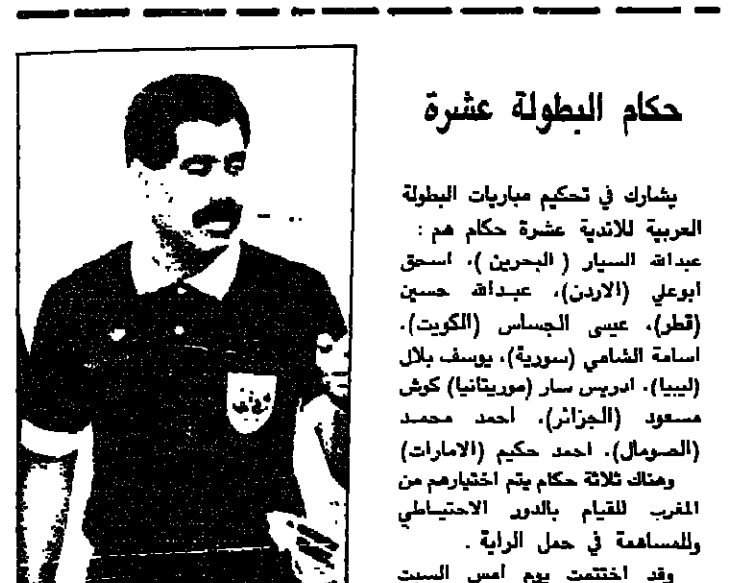 حكام البطولة عشرة
يشارك في تحكيم مباريات البطولة
العربية للاندية عشرة حكام هم :
عبدالله السيار ( البحرين )، اسحق
ابوعلي (الاردن)، عبدالله حسين
(قطر)، عيسى الجساس (الكويت)،
اسامة الشامي (سورية)، يوسف بلال
(ليبيا)، ادريس سار (موريتانيا) كوش
مسعود (الجزائر)، احمد محمد
(الصومال)، احمد حكيم (الامارات)
وهناك ثلاثة حكام يتم اختيارهم من
المغرب للقيام بالدور الاحتياطي
وللمساهمة في حمل الراية .
وقد اختتمت يوم امس السبت